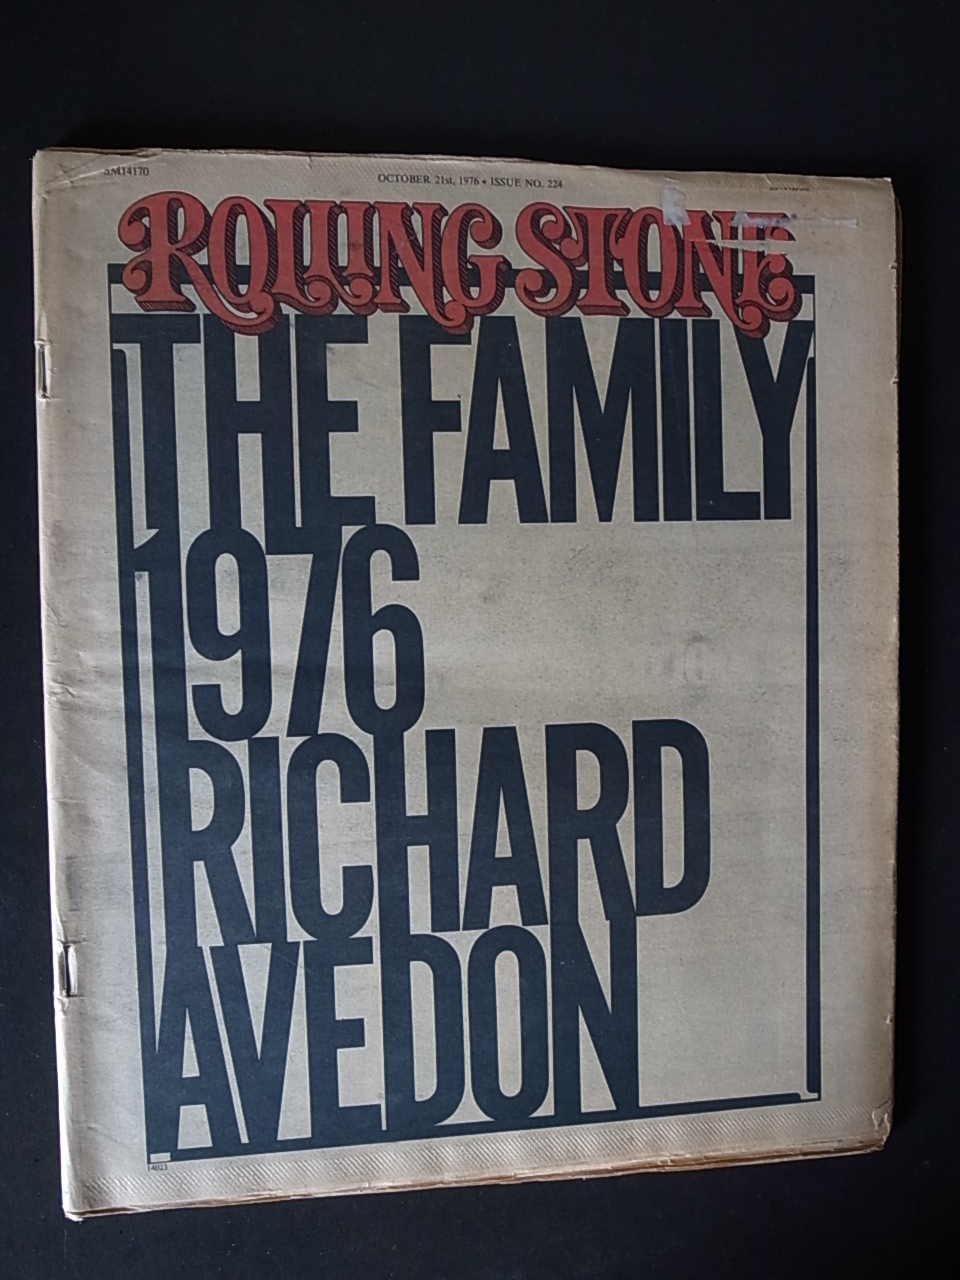 SM14170
OCTOBER 21st, 1976 • ISSUE NO. 224
ROLLING STONE
THE FAMILY
1976
RICHARD
AVEDON
14023